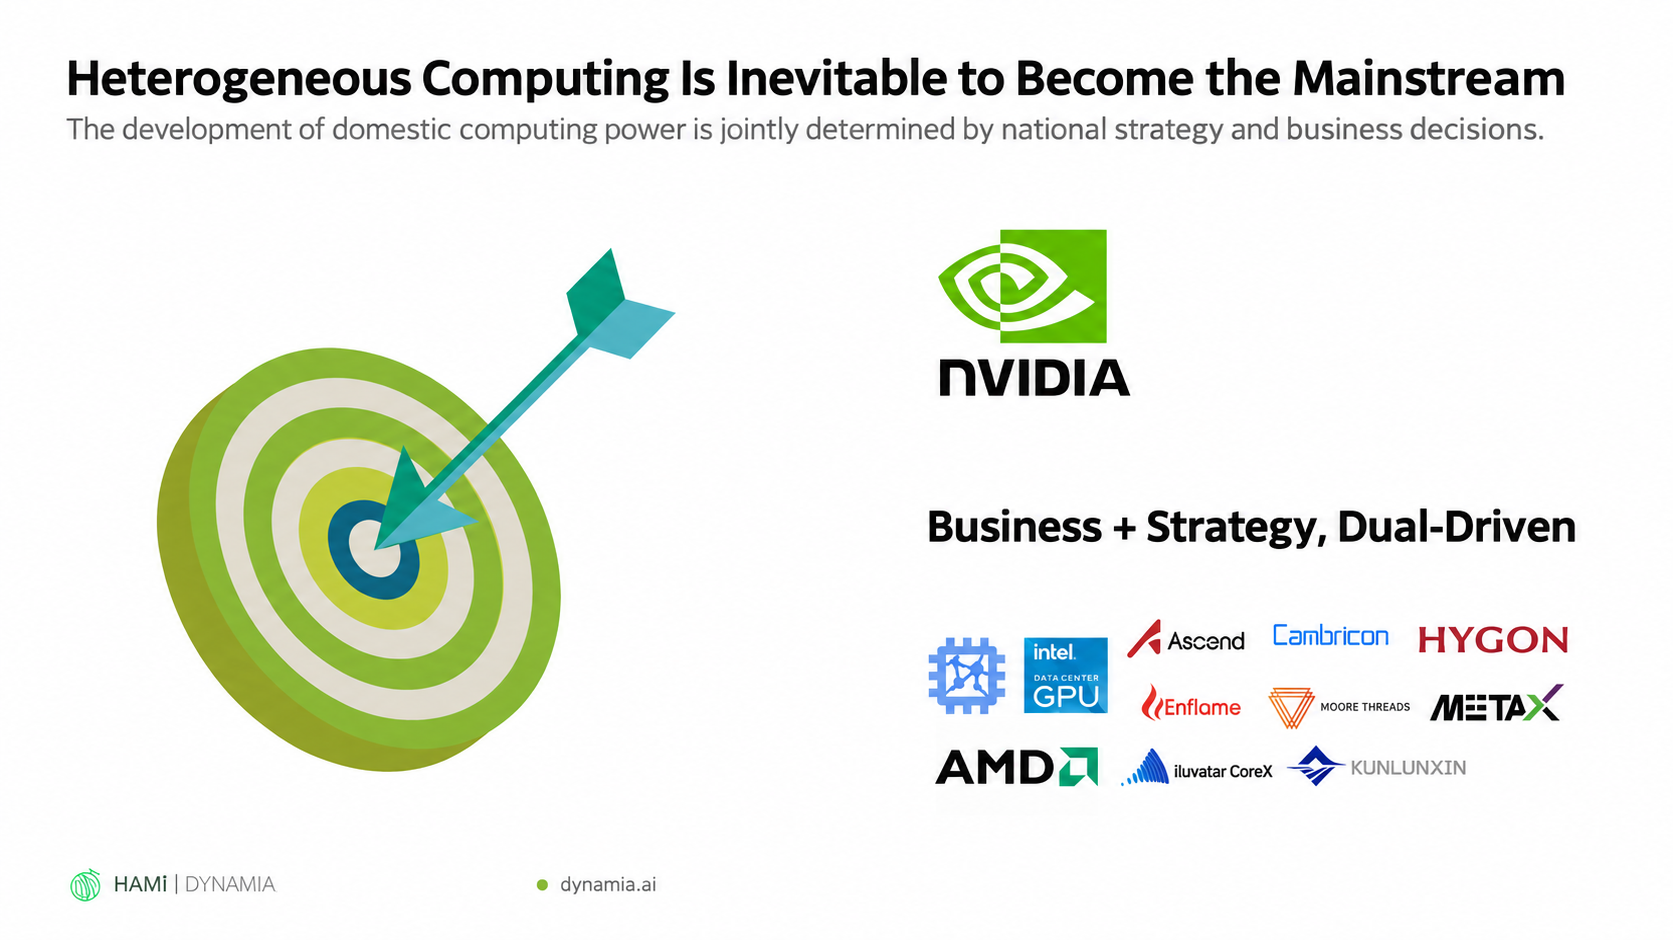 Heterogeneous Computing Is Inevitable to Become the Mainstream
The development of domestic computing power is jointly determined by national strategy and business decisions.
NVIDIA
Business + Strategy, Dual-Driven
intel.
DATA CENTER
GPU
Ascend
Cambricon
HYGON
Enflame
MOORE THREADS
METAX
AMD
iluvatar CoreX
KUNLUNXIN
HAMi | DYNAMIA
dynamia.ai